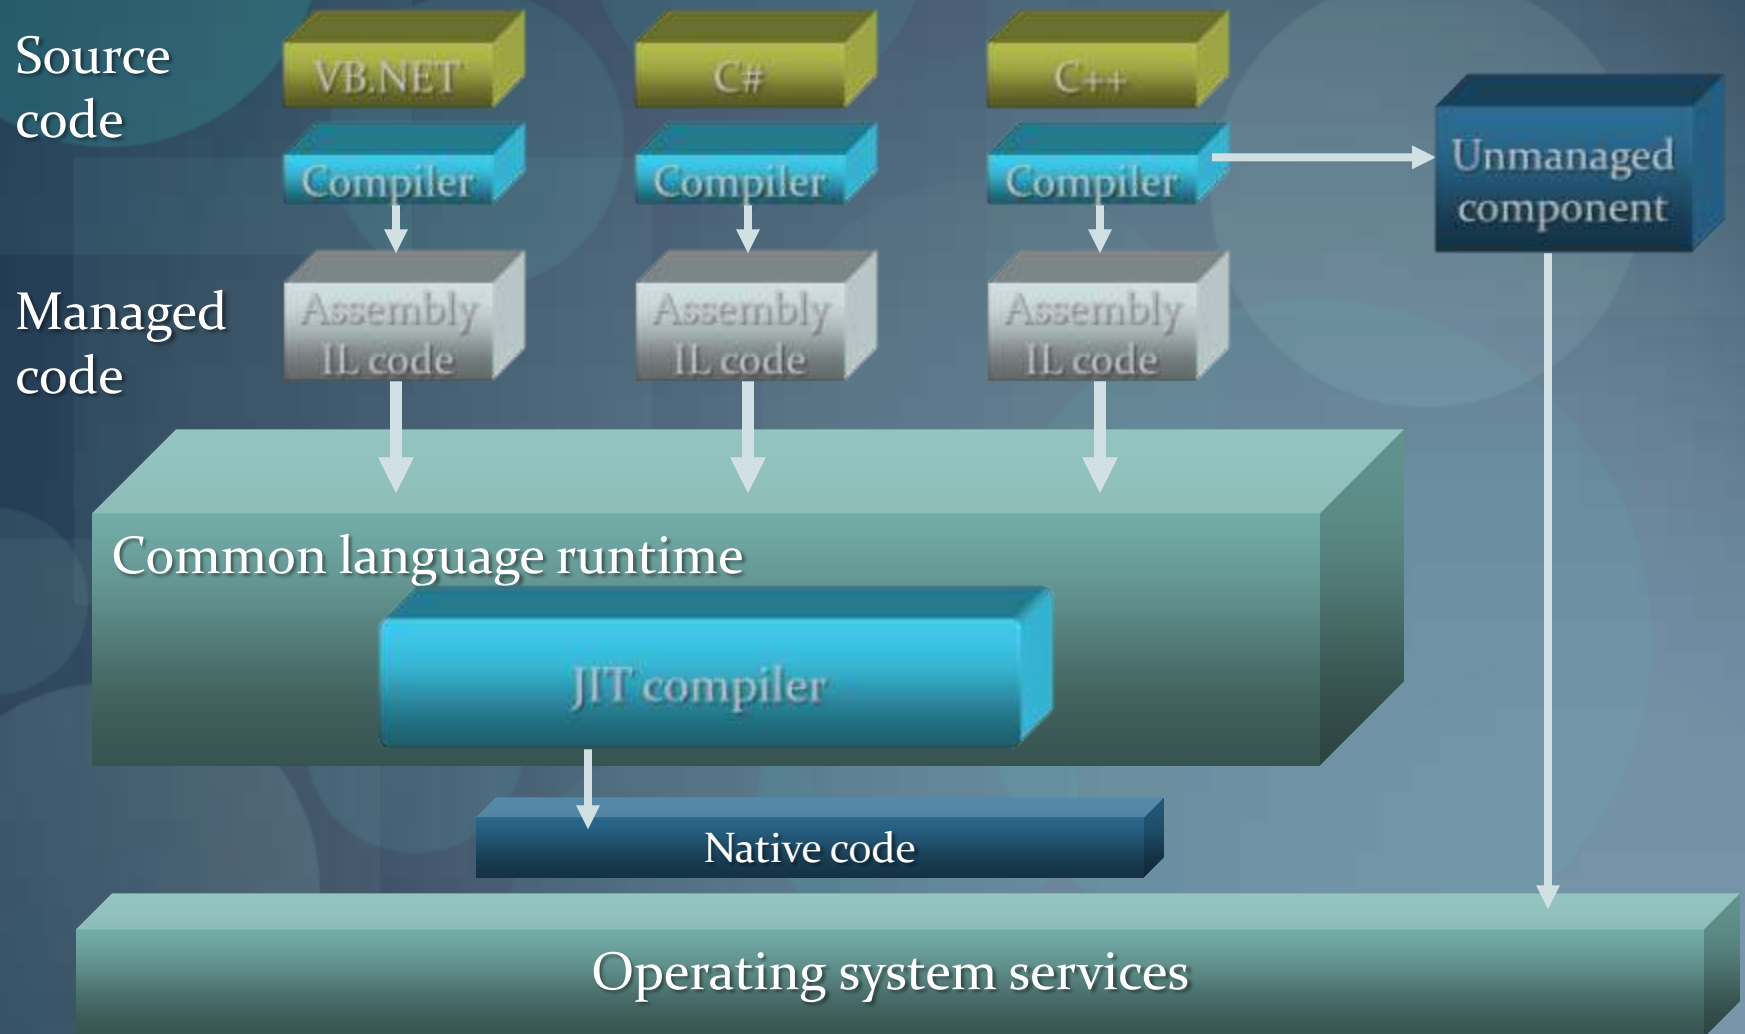 Source
code
VB.NET
C#
C++
Compiler
Compiler
Compiler
Unmanaged
component
Managed
code
Assembly
IL code
Assembly
IL code
Assembly
IL code
Common language runtime
JIT compiler
Native code
Operating system services